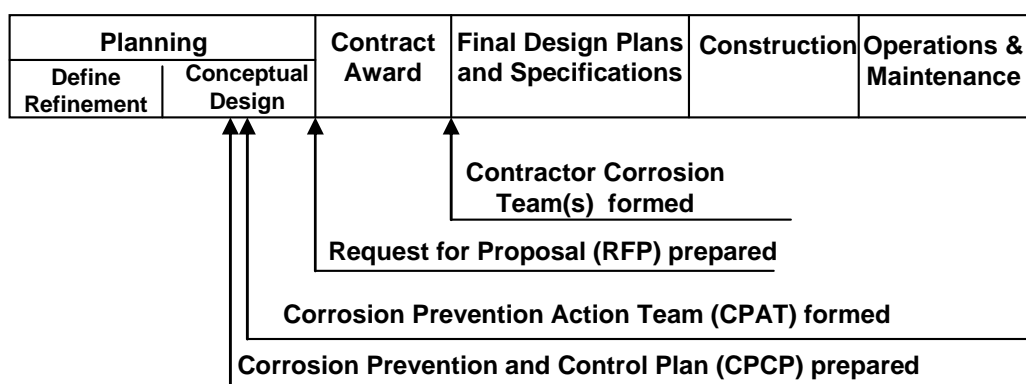 Planning
Define
Refinement
Conceptual
Design
Contract
Award
Final Design Plans
and Specifications
Construction
Operations &
Maintenance
Contractor Corrosion
Team(s) formed
Request for Proposal (RFP) prepared
Corrosion Prevention Action Team (CPAT) formed
Corrosion Prevention and Control Plan (CPCP) prepared